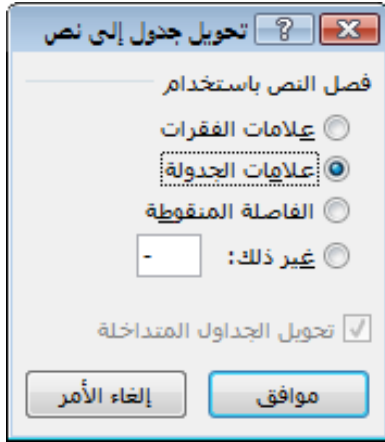 تحويل جدول إلى نص
فصل النص باستخدام
علامات الفقرات
علامات الجدولة
الفاصلة المنقوطة
غير ذلك: -
تحويل الجداول المتداخلة
موافق إلغاء الأمر